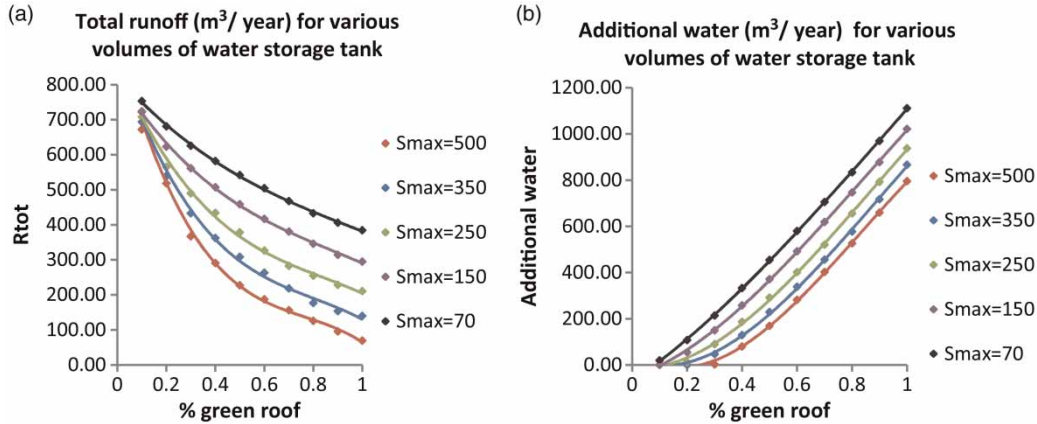 (a)
Total runoff (m³/ year) for various
volumes of water storage tank
800.00
700.00
600.00
500.00
400.00
300.00
200.00
100.00
0.00
Rtot
0 0.2 0.4 0.6 0.8 1
% green roof
Smax=500
Smax=350
Smax=250
Smax=150
Smax=70
(b)
Additional water (m³/ year) for various
volumes of water storage tank
1200.00
1000.00
800.00
600.00
400.00
200.00
0.00
Additional water
0 0.2 0.4 0.6 0.8 1
% green roof
Smax=500
Smax=350
Smax=250
Smax=150
Smax=70